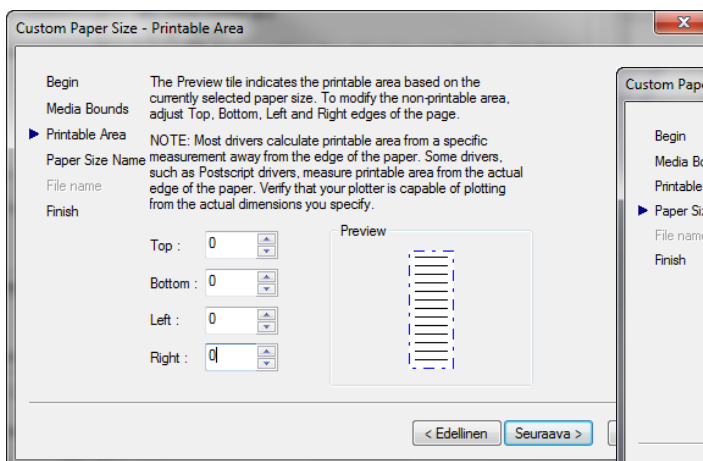 Custom Paper Size - Printable Area
Begin
Media Bounds
Printable Area
Paper Size Name
File name
Finish
The Preview tile indicates the printable area based on the
currently selected paper size. To modify the non-printable area,
adjust Top, Bottom, Left and Right edges of the page.
NOTE: Most drivers calculate printable area from a specific
measurement away from the edge of the paper. Some drivers,
such as Postscript drivers, measure printable area from the actual
edge of the paper. Verify that your plotter is capable of plotting
from the actual dimensions you specify.
Top : 0
Bottom : 0
Left : 0
Right : 0
Preview
< Edellinen
Seuraava >
Custom Pap
Begin
Media Bo
Printable
Paper Siz
File name
Finish